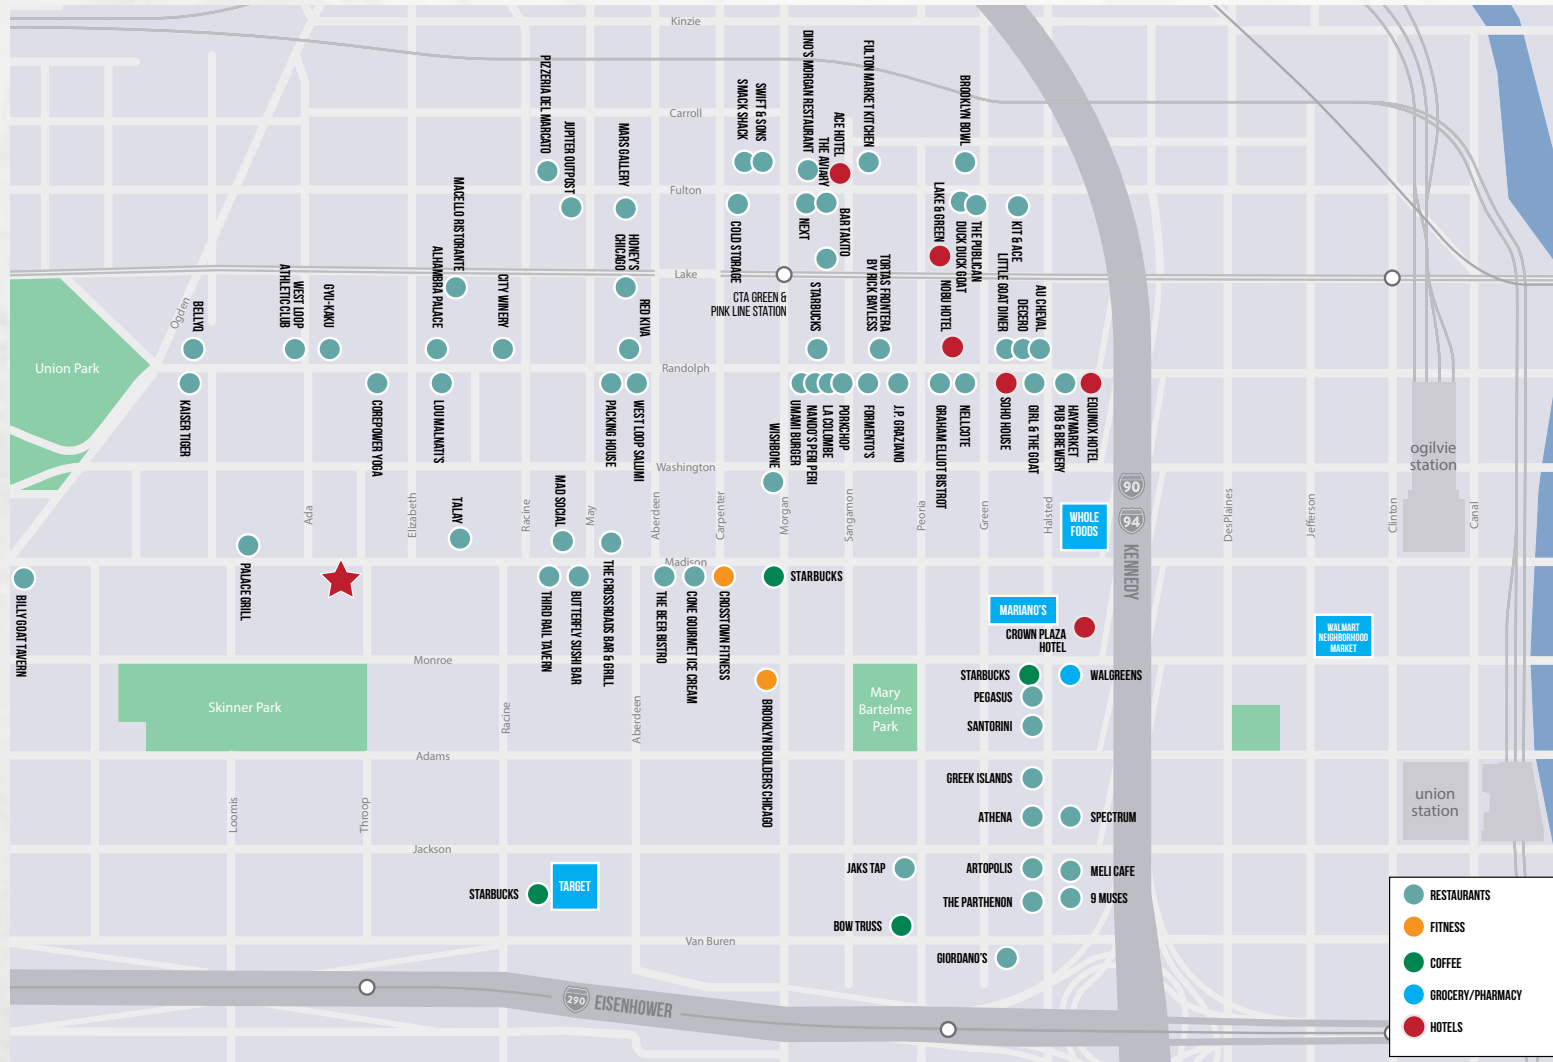 Kinzie
PIZZERIA DEL MARCATO
JUPITER OUTPOST
MARS GALLERY
Carroll
SMACK SHACK
SWIFT & SONS
DINO'S MORGAN RESTAURANT
THE AVIARY
ACE HOTEL
FULTON MARKET KITCHEN
BROOKLYN BOWL
Fulton
MACELLO RISTORANTE
COLD STORAGE
NEXT
BAR TAKITO
LAKE & GREEN
DUCK DUCK GOAT
THE PUBLICAN
KIT & ACE
HONEY'S
CHICAGO
Lake
CTA GREEN &
PINK LINE STATION
Ogden
BELLYQ
WEST LOOP
ATHLETIC CLUB
GYU-KAKU
ALHAMBRA PALACE
CITY WINERY
RED KIVA
STARBUCKS
TORTAS FRONTERA
BY RICK BAYLESS
NOBU HOTEL
LITTLE GOAT DINER
DECERO
AU CHEVAL
Union Park
Randolph
KAISER TIGER
COREPOWER YOGA
LOU MALNATI'S
PACKING HOUSE
WEST LOOP SALUMI
WISHBONE
UMAMI BURGER
NANDO'S PERI PERI
LA COLOMBE
PORKCHOP
FORMENTO'S
J.P. GRAZIANO
GRAHAM ELLIOT BISTROT
NELLCOTE
SOHO HOUSE
GIRL & THE GOAT
HAYMARKET
PUB & BREWERY
EQUINOX HOTEL
ogilvie
station
Washington
Ada
Elizabeth
TALAY
Racine
MAD SOCIAL
May
Aberdeen
Carpenter
Morgan
Sangamon
Peoria
Green
Halsted
WHOLE
FOODS
90
94
KENNEDY
DesPlaines
Jefferson
Clinton
Canal
Madison
BILLY GOAT TAVERN
PALACE GRILL
THIRD RAIL TAVERN
BUTTERFLY SUSHI BAR
THE CROSSROADS BAR & GRILL
THE BEER BISTRO
CONE GOURMET ICE CREAM
CROSSTOWN FITNESS
STARBUCKS
MARIANO'S
CROWN PLAZA
HOTEL
WALMART
NEIGHBORHOOD
MARKET
Monroe
STARBUCKS
WALGREENS
PEGASUS
SANTORINI
Skinner Park
Racine
Aberdeen
BROOKLYN BOULDERS CHICAGO
Mary
Bartelme
Park
Adams
GREEK ISLANDS
Loomis
Throop
ATHENA
SPECTRUM
union
station
Jackson
JAKS TAP
ARTOPOLIS
MELI CAFE
STARBUCKS
TARGET
THE PARTHENON
9 MUSES
BOW TRUSS
Van Buren
GIORDANO'S
290
EISENHOWER
RESTAURANTS
FITNESS
COFFEE
GROCERY/PHARMACY
HOTELS